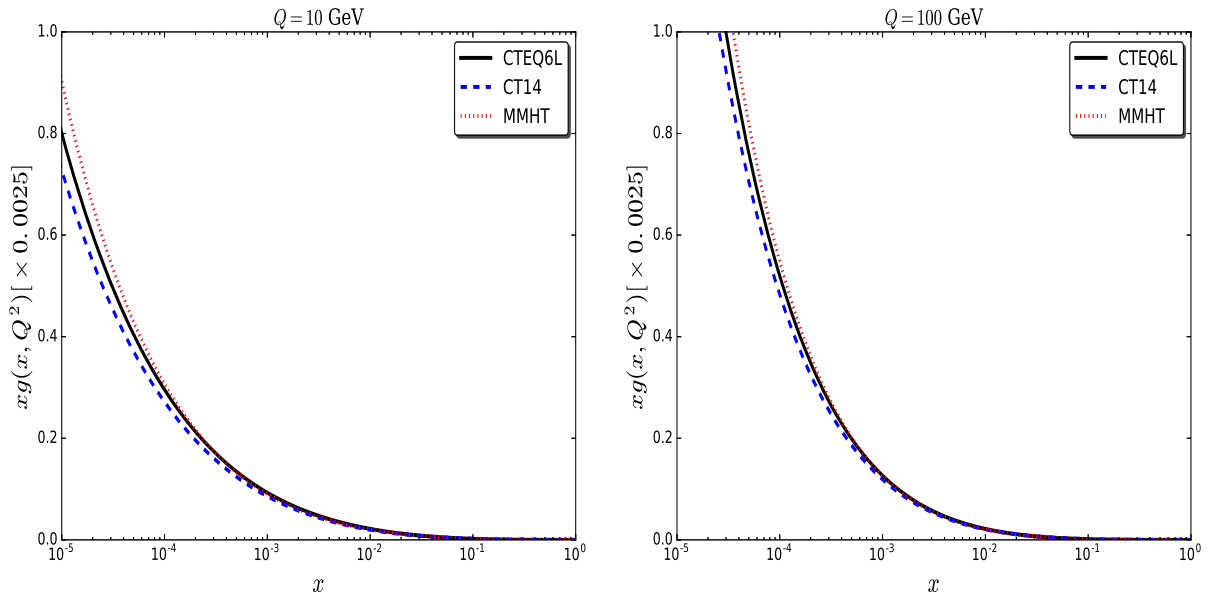 Q = 10 GeV
1.0
0.8
0.6
0.4
0.2
0.0
xg(x, Q²)[ × 0.0025]
CTEQ6L
CT14
MMHT
10⁻⁵ 10⁻⁴ 10⁻³ 10⁻² 10⁻¹ 10⁰
x
Q = 100 GeV
1.0
0.8
0.6
0.4
0.2
0.0
xg(x, Q²)[ × 0.0025]
CTEQ6L
CT14
MMHT
10⁻⁵ 10⁻⁴ 10⁻³ 10⁻² 10⁻¹ 10⁰
x